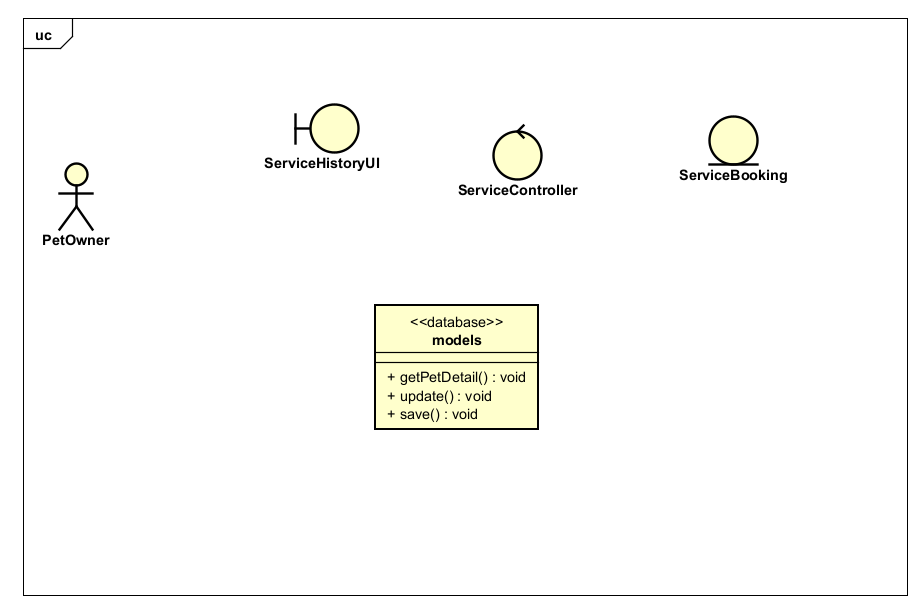 uc
ServiceHistoryUI
ServiceController
ServiceBooking
PetOwner
<<database>>
models
+ getPetDetail() : void
+ update() : void
+ save() : void